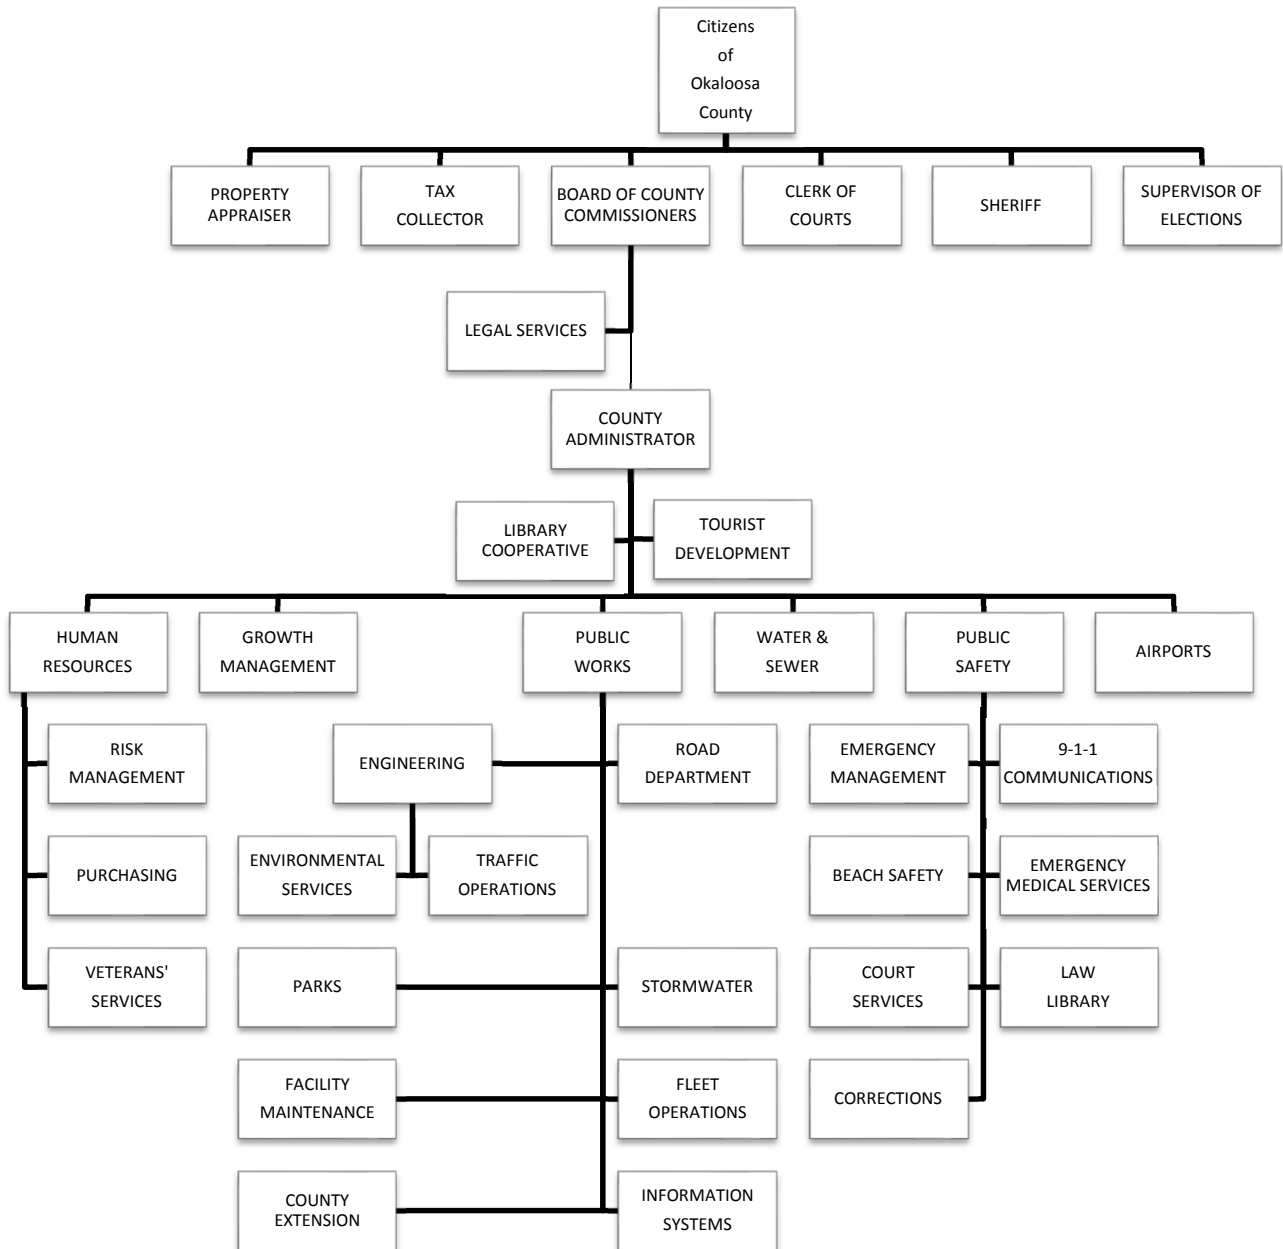 Citizens
of
Okaloosa
County
PROPERTY
APPRAISER
TAX
COLLECTOR
BOARD OF COUNTY
COMMISSIONERS
CLERK OF
COURTS
SHERIFF
SUPERVISOR OF
ELECTIONS
LEGAL SERVICES
COUNTY
ADMINISTRATOR
LIBRARY
COOPERATIVE
TOURIST
DEVELOPMENT
HUMAN
RESOURCES
GROWTH
MANAGEMENT
PUBLIC
WORKS
WATER &
SEWER
PUBLIC
SAFETY
AIRPORTS
RISK
MANAGEMENT
ENGINEERING
ROAD
DEPARTMENT
EMERGENCY
MANAGEMENT
9-1-1
COMMUNICATIONS
PURCHASING
ENVIRONMENTAL
SERVICES
TRAFFIC
OPERATIONS
BEACH SAFETY
EMERGENCY
MEDICAL SERVICES
VETERANS'
SERVICES
PARKS
STORMWATER
COURT
SERVICES
LAW
LIBRARY
FACILITY
MAINTENANCE
FLEET
OPERATIONS
CORRECTIONS
COUNTY
EXTENSION
INFORMATION
SYSTEMS